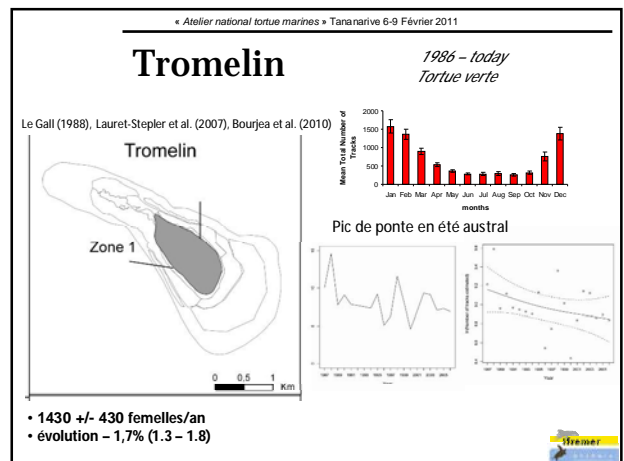 « Atelier national tortue marines » Tananarive 6-9 Février 2011
Tromelin
1986 – today
Tortue verte
Le Gall (1988), Lauret-Stepler et al. (2007), Bourjea et al. (2010)
Tromelin
Zone 1
0 0,5 1
Km
Mean Total Number of
Tracks
2000
1500
1000
500
0
Jan Feb Mar Apr May Jun Jul Aug Sep Oct Nov Dec
months
Pic de ponte en été austral
Year
• 1430 +/- 430 femelles/an
• évolution – 1,7% (1.3 – 1.8)
Ifremer